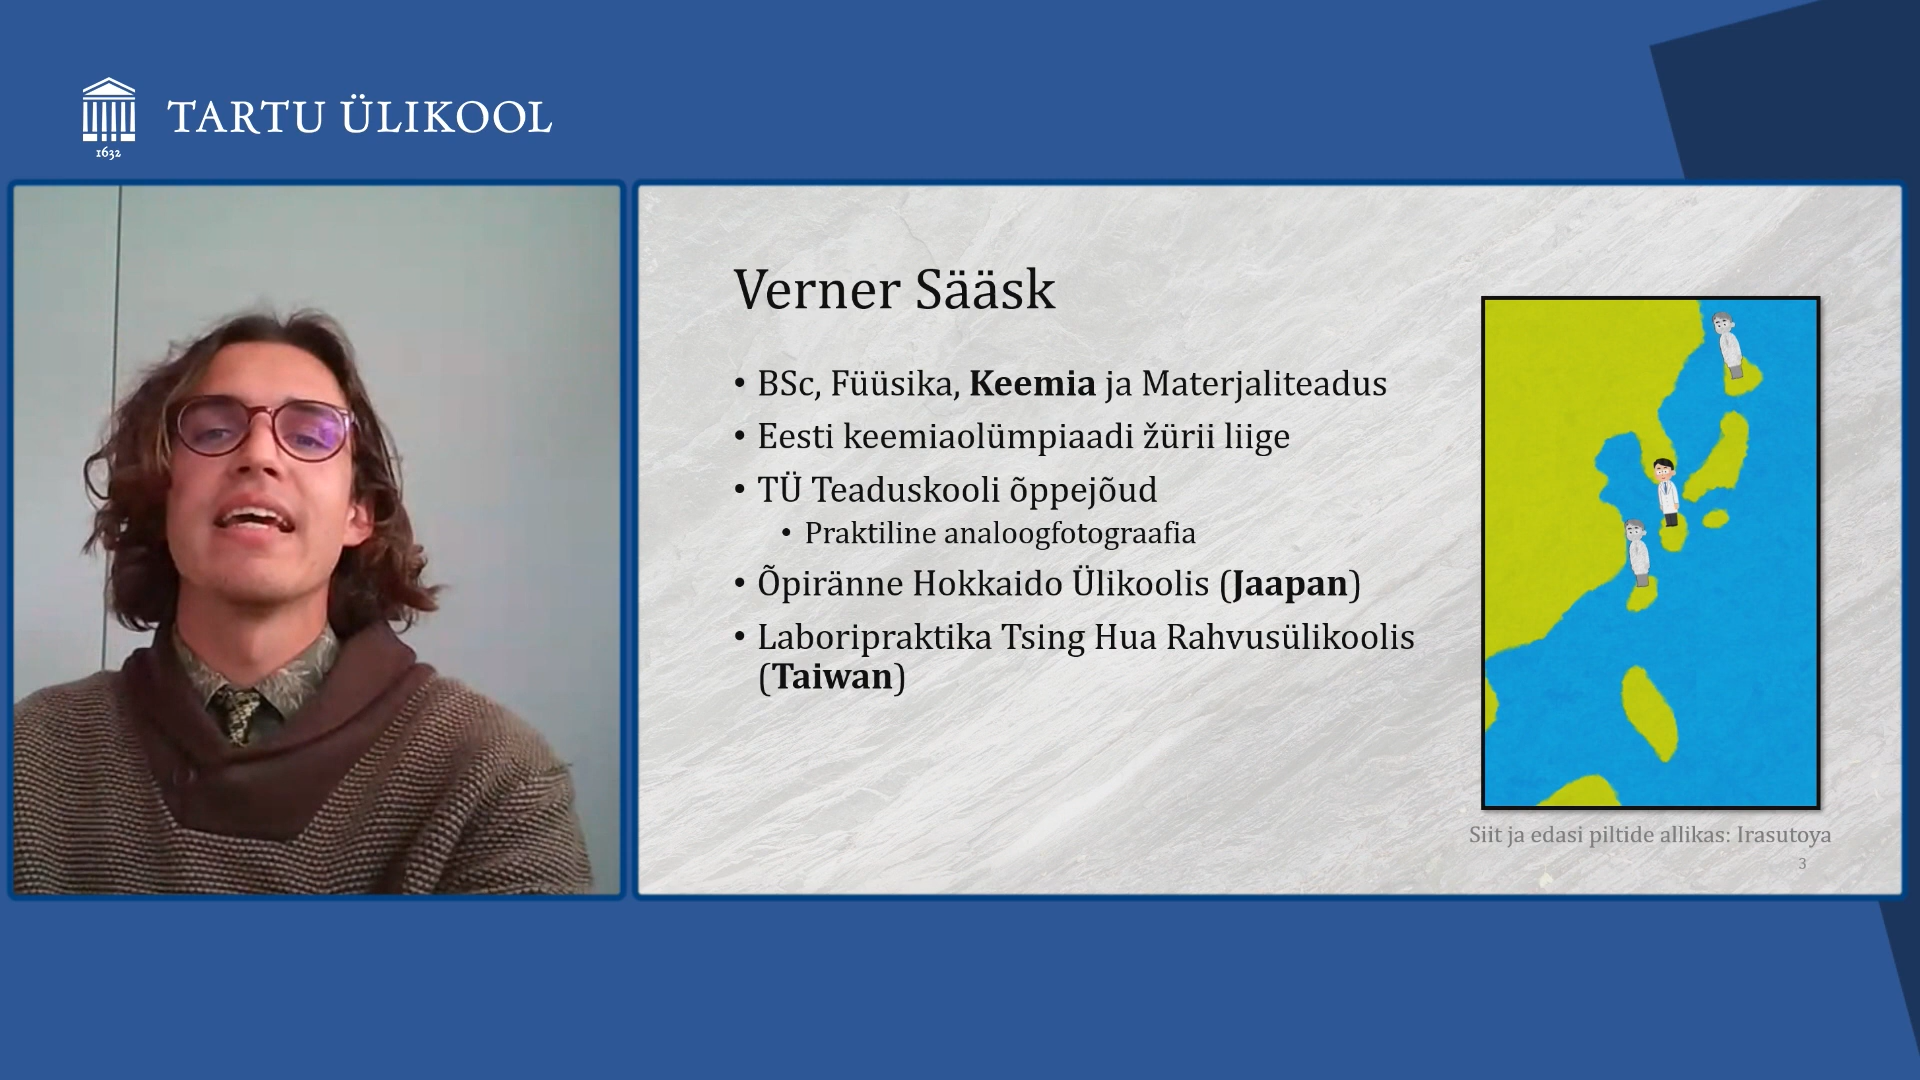 TARTU ÜLIKOOL
1632
Verner Sääsk
• BSc, Füüsika, Keemia ja Materjaliteadus
• Eesti keemiaolümpiaadi žürii liige
• TÜ Teaduskooli õppejõud
• Praktiline analoogfotograafia
• Õpiränne Hokkaido Ülikoolis (Jaapan)
• Laboripraktika Tsing Hua Rahvusülikoolis
(Taiwan)
Siit ja edasi piltide allikas: Irasutoya
3